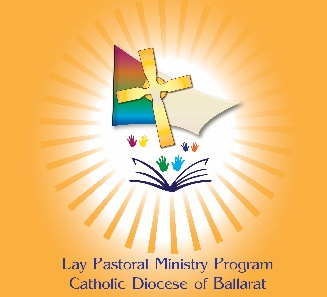 Lay Pastoral Ministry Program
Catholic Diocese of Ballarat